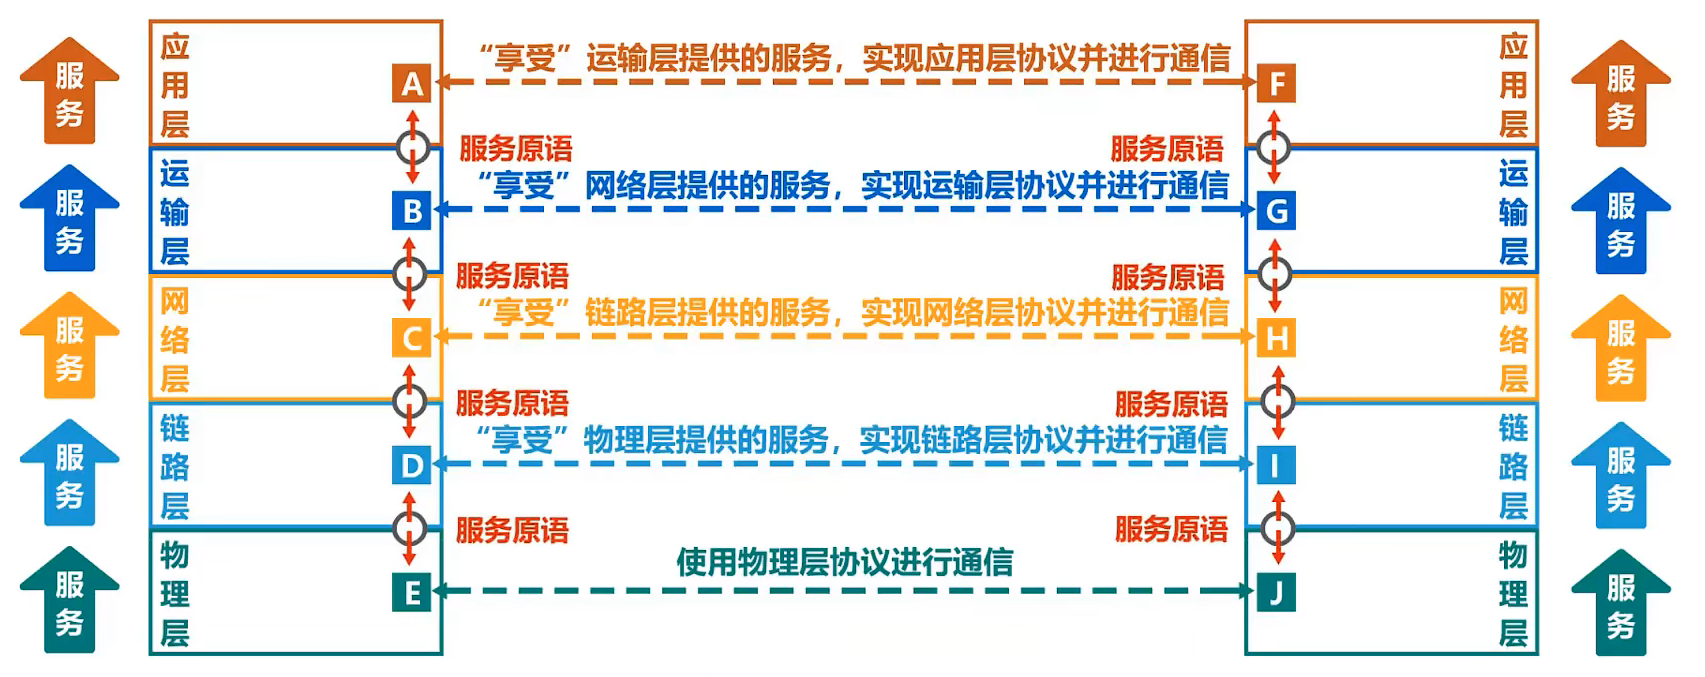 应用层
服务
A
“享受”运输层提供的服务，实现应用层协议并进行通信
F
应用层
服务
服务原语
服务原语
运输层
服务
B
“享受”网络层提供的服务，实现运输层协议并进行通信
G
运输层
服务
服务原语
服务原语
网络层
服务
C
“享受”链路层提供的服务，实现网络层协议并进行通信
H
网络层
服务
服务原语
服务原语
链路层
服务
D
“享受”物理层提供的服务，实现链路层协议并进行通信
I
链路层
服务
服务原语
服务原语
物理层
服务
E
使用物理层协议进行通信
J
物理层
服务